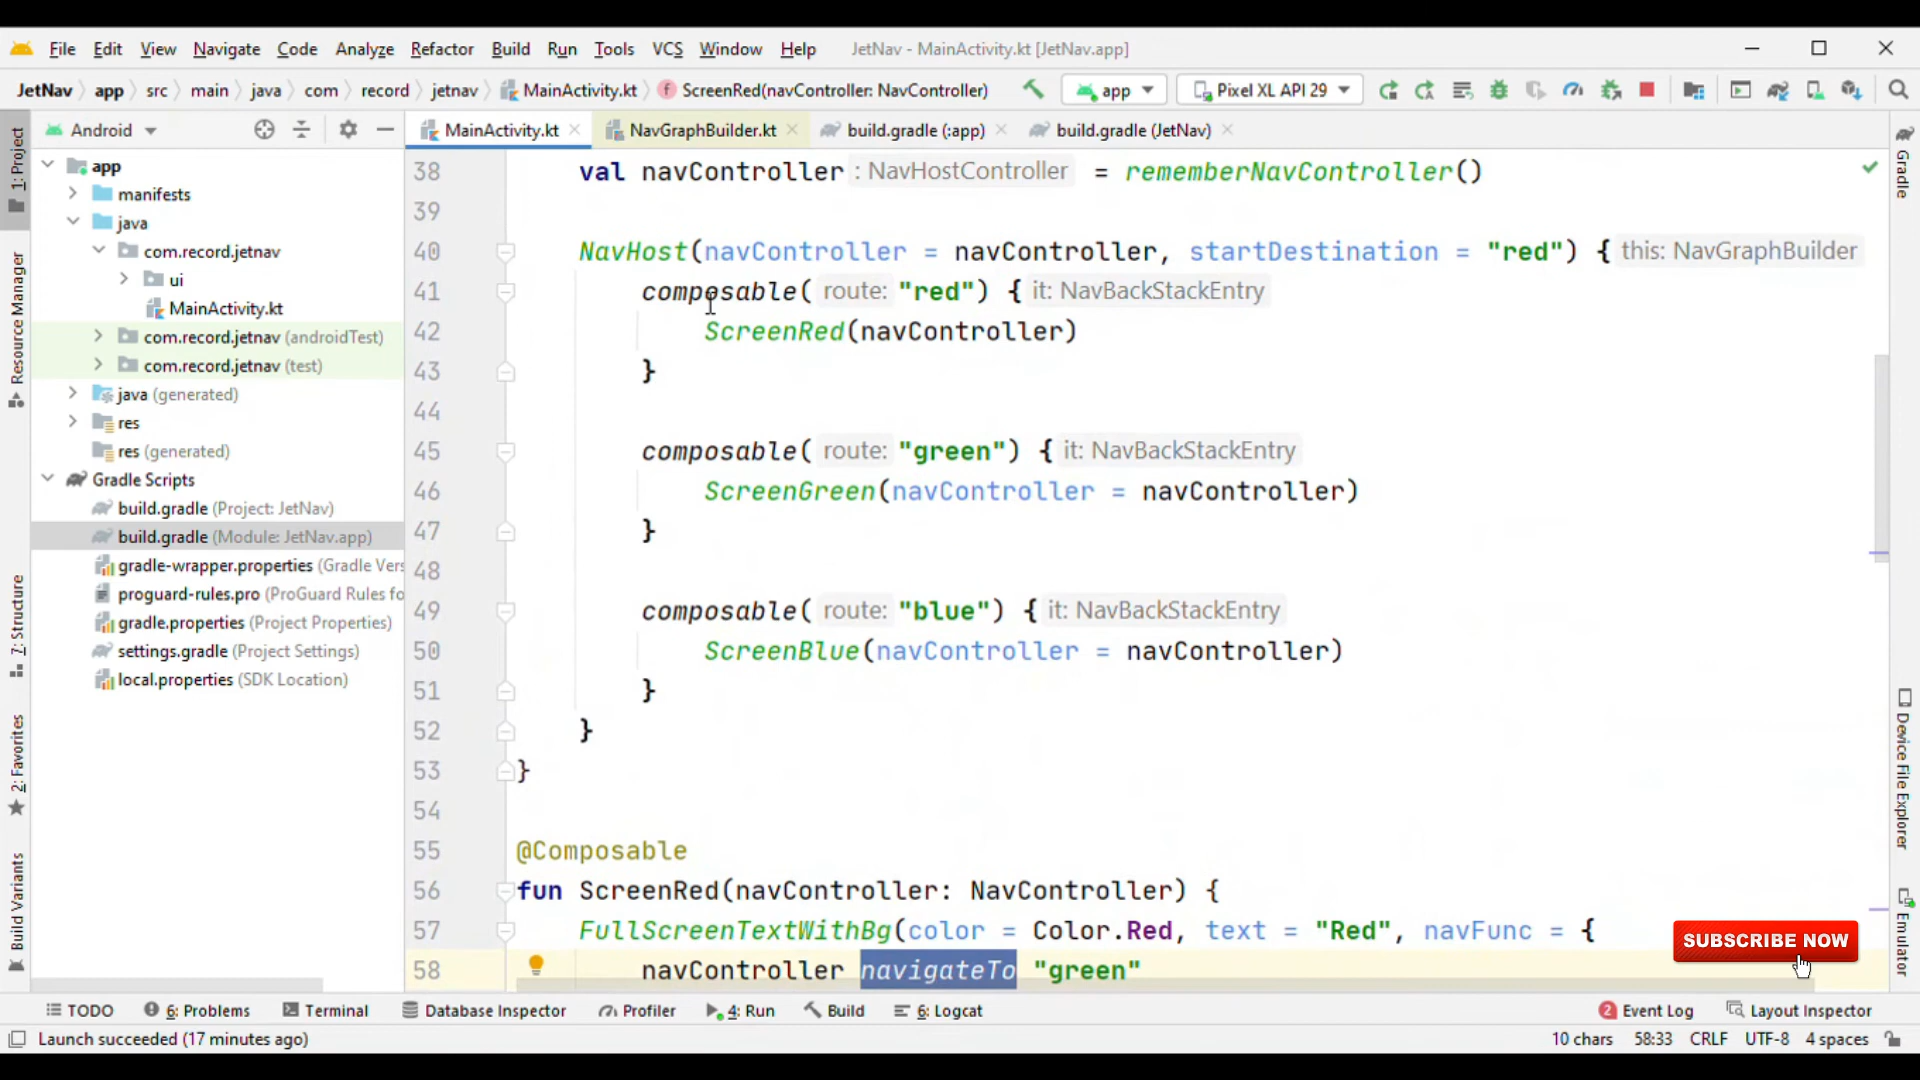 File Edit View Navigate Code Analyze Refactor Build Run Tools VCS Window Help JetNav - MainActivity.kt [JetNav.app]
JetNav app src main java com record jetnav MainActivity.kt ScreenRed(navController: NavController) app Pixel XL API 29
1: Project
Resource Manager
7: Structure
2: Favorites
Build Variants
Android
app
manifests
java
com.record.jetnav
ui
MainActivity.kt
com.record.jetnav (androidTest)
com.record.jetnav (test)
java (generated)
res
res (generated)
Gradle Scripts
build.gradle (Project: JetNav)
build.gradle (Module: JetNav.app)
gradle-wrapper.properties (Gradle Vers
proguard-rules.pro (ProGuard Rules fo
gradle.properties (Project Properties)
settings.gradle (Project Settings)
local.properties (SDK Location)
MainActivity.kt NavGraphBuilder.kt build.gradle (:app) build.gradle (JetNav)
38 val navController : NavHostController = rememberNavController()
39
40 NavHost(navController = navController, startDestination = "red") { this: NavGraphBuilder
41 composable( route: "red") { it: NavBackStackEntry
42 ScreenRed(navController)
43 }
44
45 composable( route: "green") { it: NavBackStackEntry
46 ScreenGreen(navController = navController)
47 }
48
49 composable( route: "blue") { it: NavBackStackEntry
50 ScreenBlue(navController = navController)
51 }
52 }
53 }
54
55 @Composable
56 fun ScreenRed(navController: NavController) {
57 FullScreenTextWithBg(color = Color.Red, text = "Red", navFunc = {
58 navController navigateTo "green"
SUBSCRIBE NOW
Gradle
Device File Explorer
Emulator
TODO 6: Problems Terminal Database Inspector Profiler 4: Run Build 6: Logcat 2 Event Log Layout Inspector
Launch succeeded (17 minutes ago) 10 chars 58:33 CRLF UTF-8 4 spaces